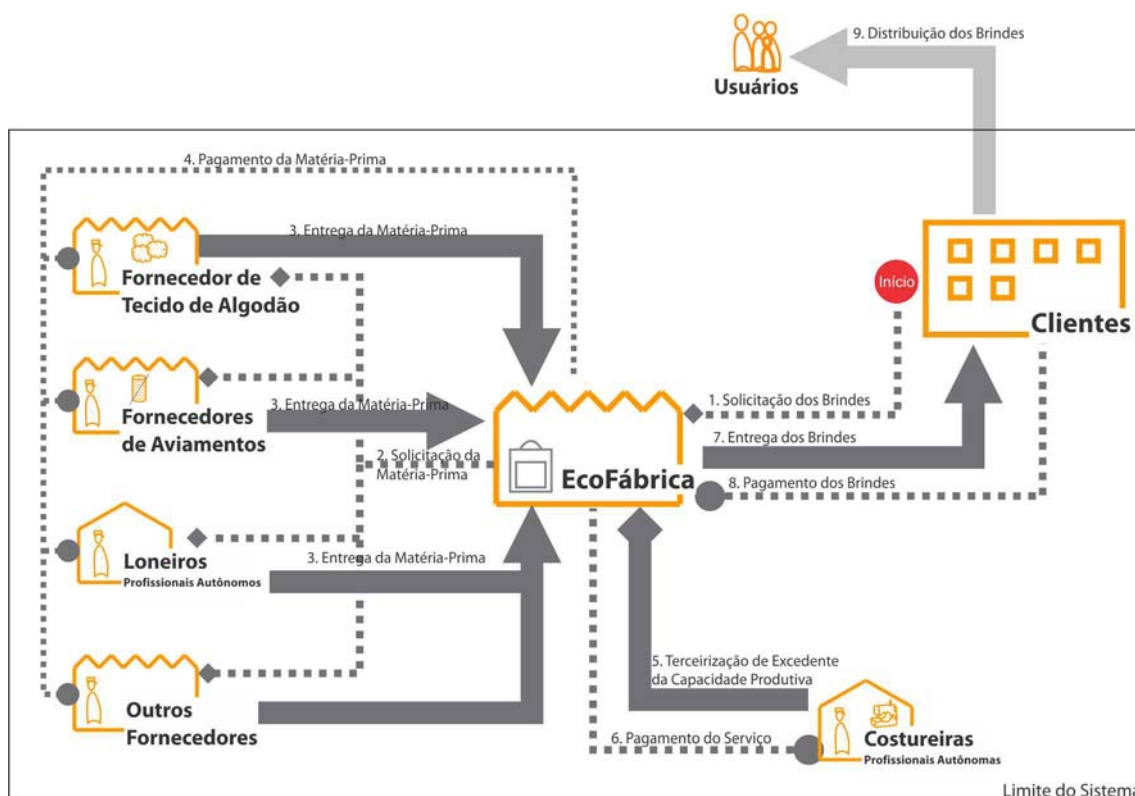 9. Distribuição dos Brindes
Usuários
4. Pagamento da Matéria-Prima
3. Entrega da Matéria-Prima
Fornecedor de
Tecido de Algodão
Início
Clientes
3. Entrega da Matéria-Prima
Fornecedores
de Aviamentos
1. Solicitação dos Brindes
7. Entrega dos Brindes
2. Solicitação da
Matéria-Prima
EcoFábrica
8. Pagamento dos Brindes
Loneiros
Profissionais Autônomos
3. Entrega da Matéria-Prima
5. Terceirização de Excedente
da Capacidade Produtiva
Outros
Fornecedores
6. Pagamento do Serviço
Costureiras
Profissionais Autônomas
Limite do Sistema